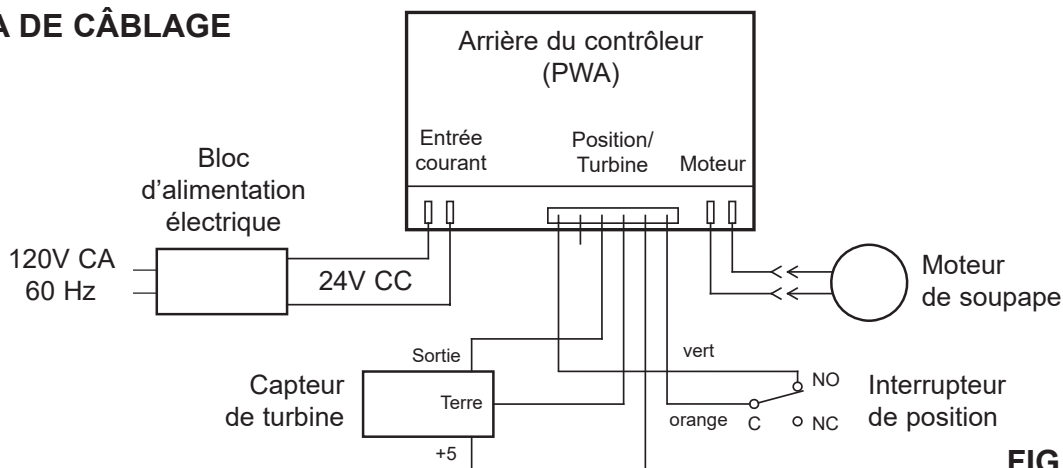 A DE CÂBLAGE
Arrière du contrôleur
(PWA)
Entrée
courant
Position/
Turbine
Moteur
Bloc
d'alimentation
électrique
120V CA
60 Hz
24V CC
Moteur
de soupape
Sortie
vert
Capteur
de turbine
Terre
NO
Interrupteur
de position
orange
C
NC
+5
FIG